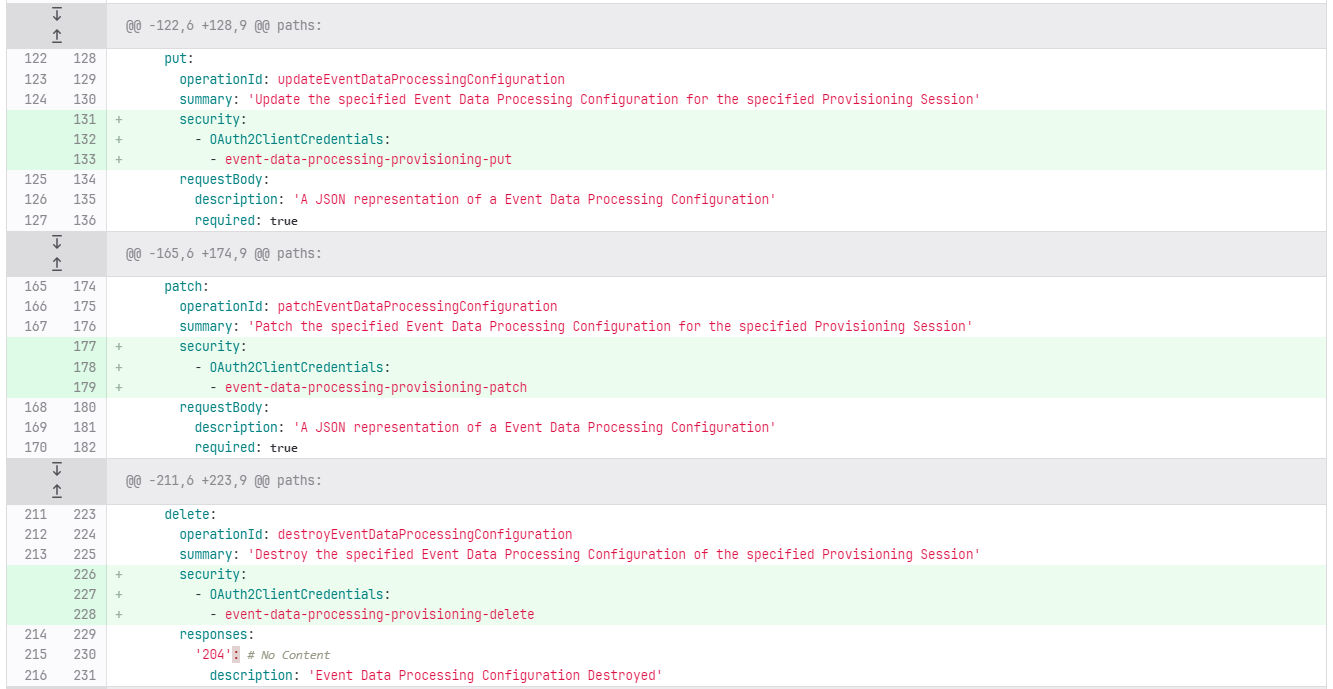 @@ -122,6 +128,9 @@ paths:
122 128 put:
123 129 operationId: updateEventDataProcessingConfiguration
124 130 summary: 'Update the specified Event Data Processing Configuration for the specified Provisioning Session'
131 + security:
132 + - OAuth2ClientCredentials:
133 + - event-data-processing-provisioning-put
125 134 requestBody:
126 135 description: 'A JSON representation of a Event Data Processing Configuration'
127 136 required: true
@@ -165,6 +174,9 @@ paths:
165 174 patch:
166 175 operationId: patchEventDataProcessingConfiguration
167 176 summary: 'Patch the specified Event Data Processing Configuration for the specified Provisioning Session'
177 + security:
178 + - OAuth2ClientCredentials:
179 + - event-data-processing-provisioning-patch
168 180 requestBody:
169 181 description: 'A JSON representation of a Event Data Processing Configuration'
170 182 required: true
@@ -211,6 +223,9 @@ paths:
211 223 delete:
212 224 operationId: destroyEventDataProcessingConfiguration
213 225 summary: 'Destroy the specified Event Data Processing Configuration of the specified Provisioning Session'
226 + security:
227 + - OAuth2ClientCredentials:
228 + - event-data-processing-provisioning-delete
214 229 responses:
215 230 '204': # No Content
216 231 description: 'Event Data Processing Configuration Destroyed'